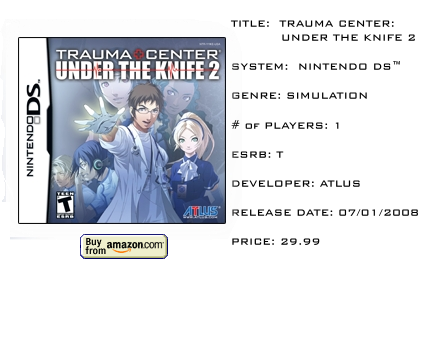 TITLE: TRAUMA CENTER:
UNDER THE KNIFE 2
SYSTEM: NINTENDO DS™
GENRE: SIMULATION
# OF PLAYERS: 1
ESRB: T
DEVELOPER: ATLUS
RELEASE DATE: 07/01/2008
PRICE: 29.99
NINTENDO DS™
TRAUMA CENTER
UNDER THE KNIFE 2
TEEN
T
ESRB
ATLUS
Buy
from amazon.com